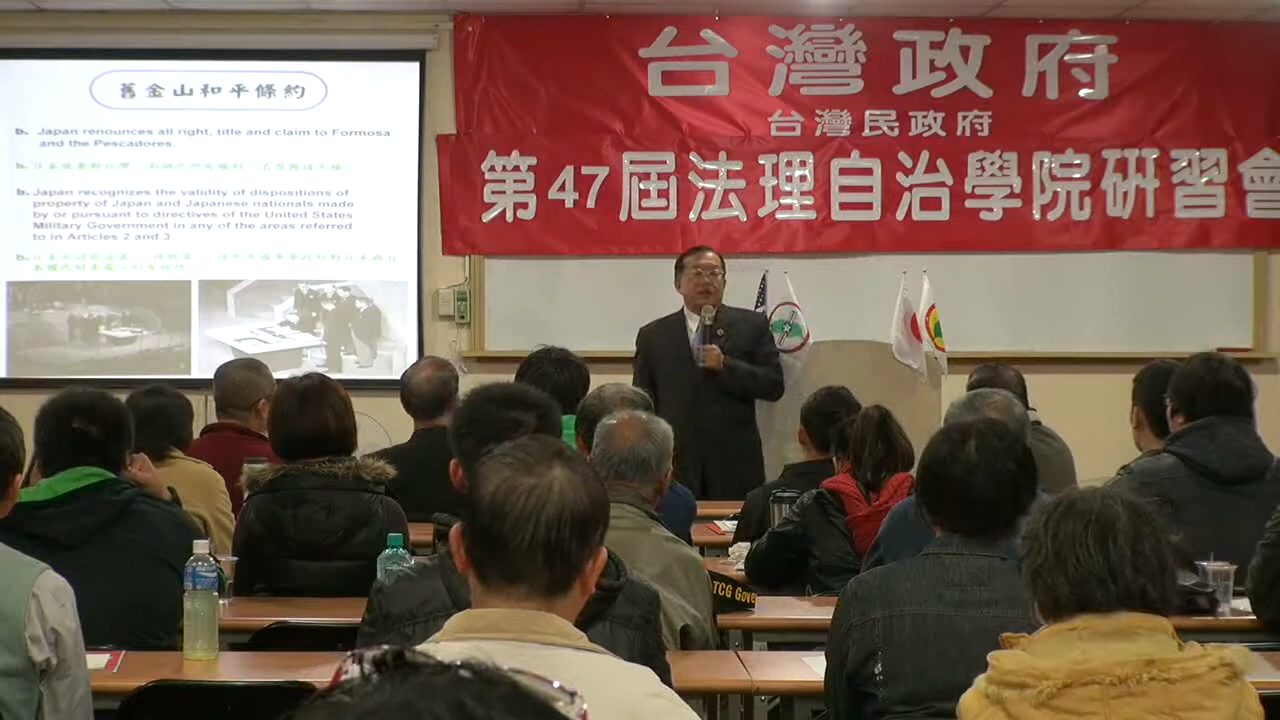 舊金山和平條約
b. Japan renounces all right, title and claim to Formosa
and the Pescadores.
b. Japan recognizes the validity of dispositions of
property of Japan and Japanese nationals made
by or pursuant to directives of the United States
Military Government in any of the areas referred
to in Articles 2 and 3.
台灣政府
台灣民政府
第47屆法理自治學院研習會
TCG Gove